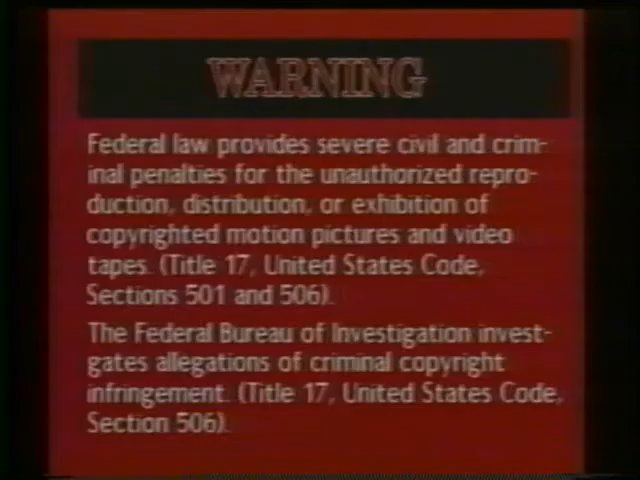 WARNING
Federal law provides severe civil and crim-
inal penalties for the unauthorized repro-
duction, distribution, or exhibition of
copyrighted motion pictures and video
tapes. (Title 17, United States Code,
Sections 501 and 506).
The Federal Bureau of Investigation invest-
gates allegations of criminal copyright
infringement. (Title 17, United States Code,
Section 506).